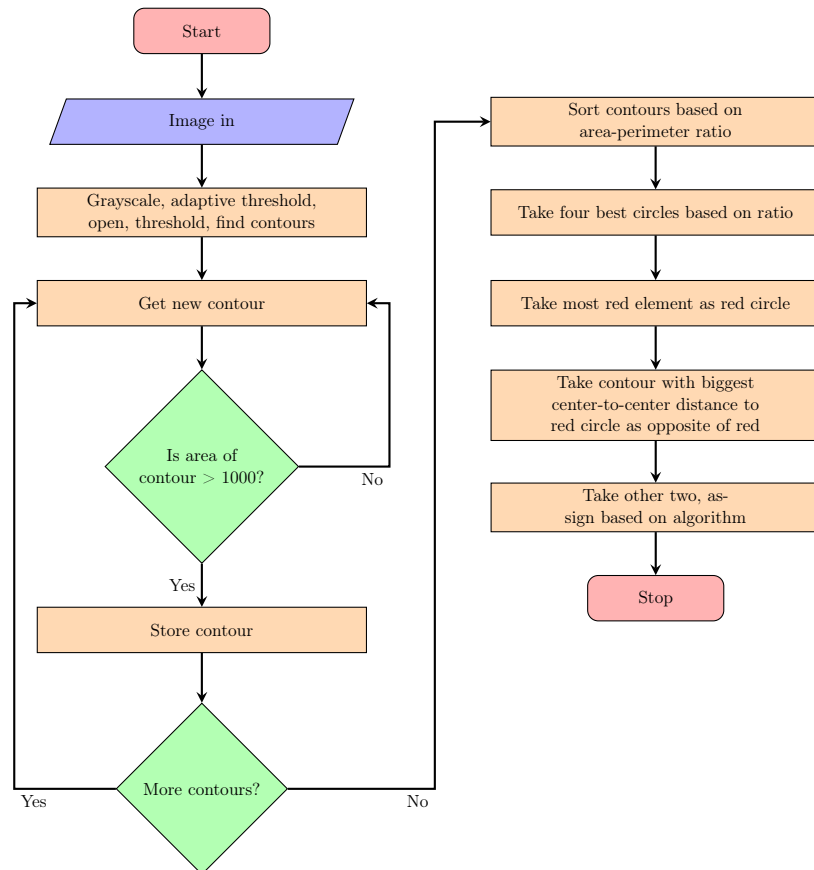 Start
Image in
Grayscale, adaptive threshold,
open, threshold, find contours
Get new contour
Is area of
contour > 1000?
No
Yes
Store contour
More contours?
Yes
No
Sort contours based on
area-perimeter ratio
Take four best circles based on ratio
Take most red element as red circle
Take contour with biggest
center-to-center distance to
red circle as opposite of red
Take other two, as-
sign based on algorithm
Stop